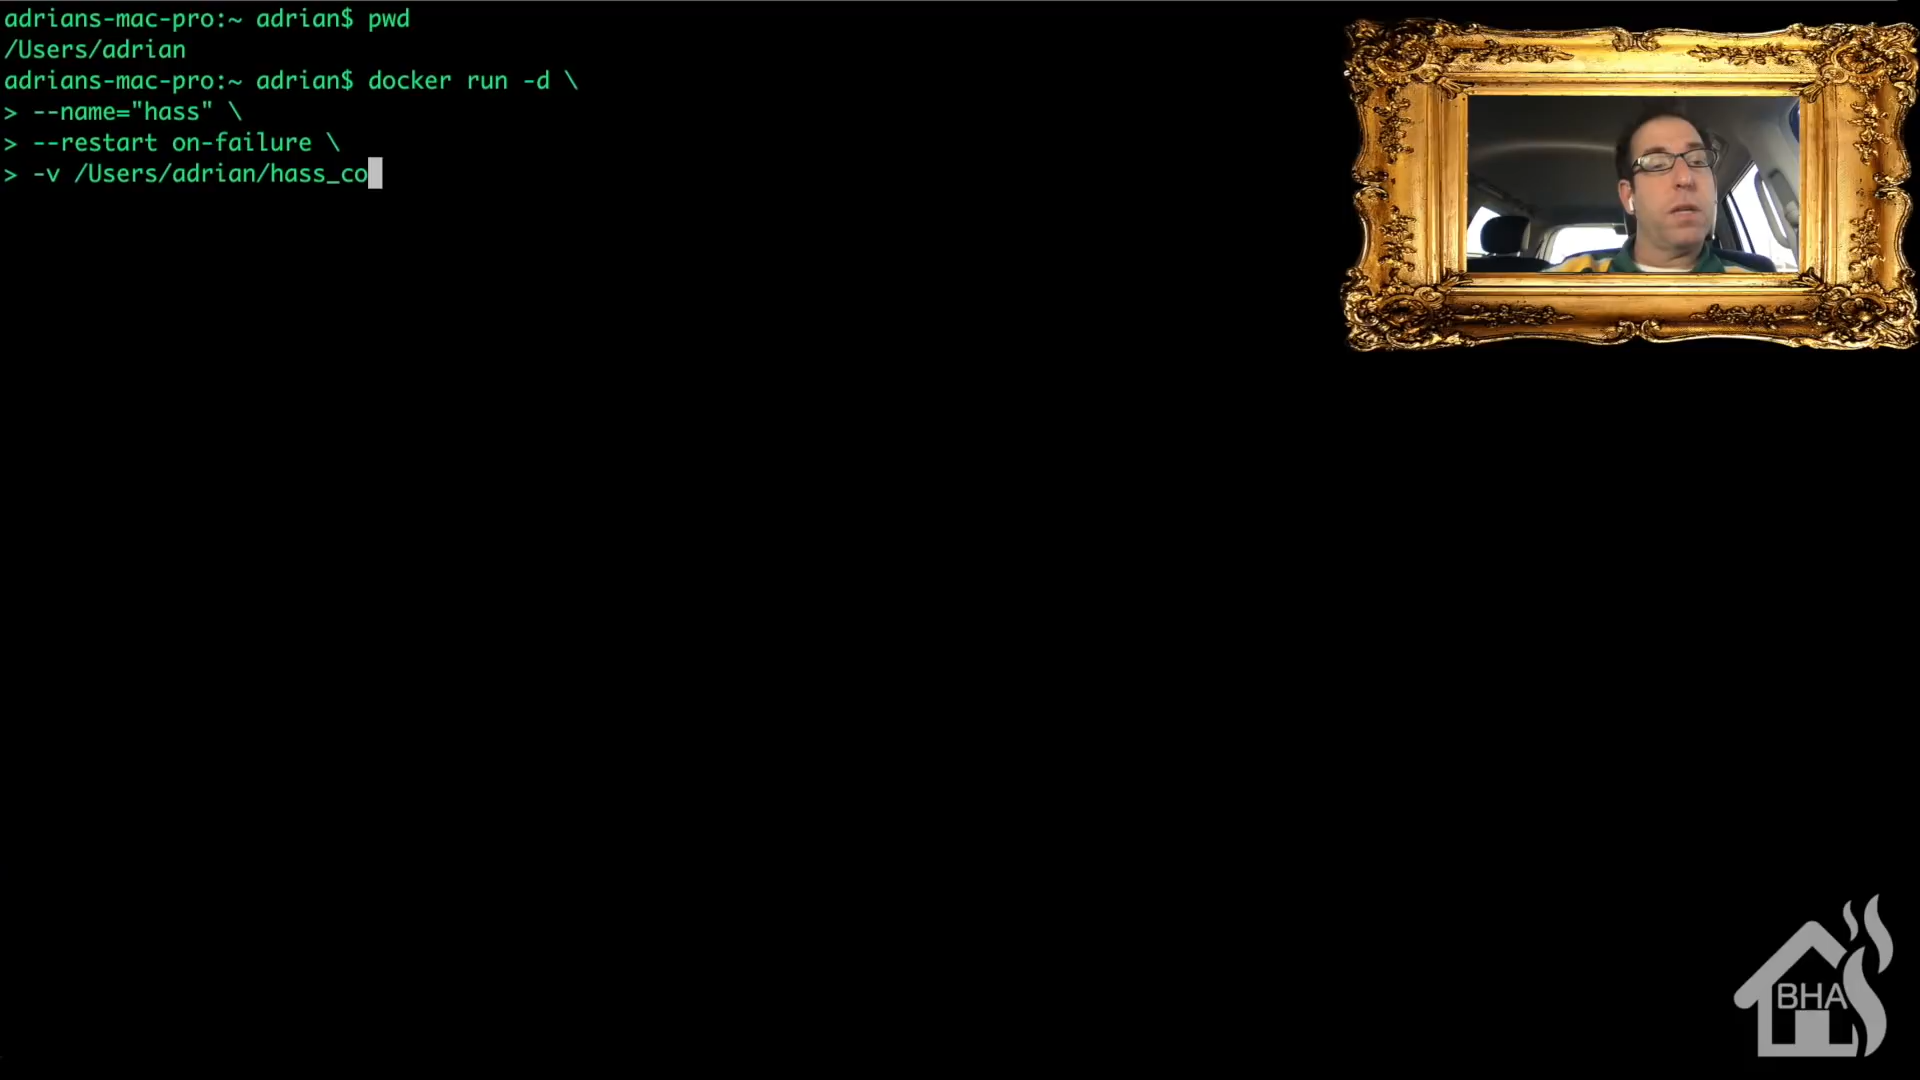 adrians-mac-pro:~ adrian$ pwd
/Users/adrian
adrians-mac-pro:~ adrian$ docker run -d \
> --name="hass" \
> --restart on-failure \
> -v /Users/adrian/hass_co
BHA